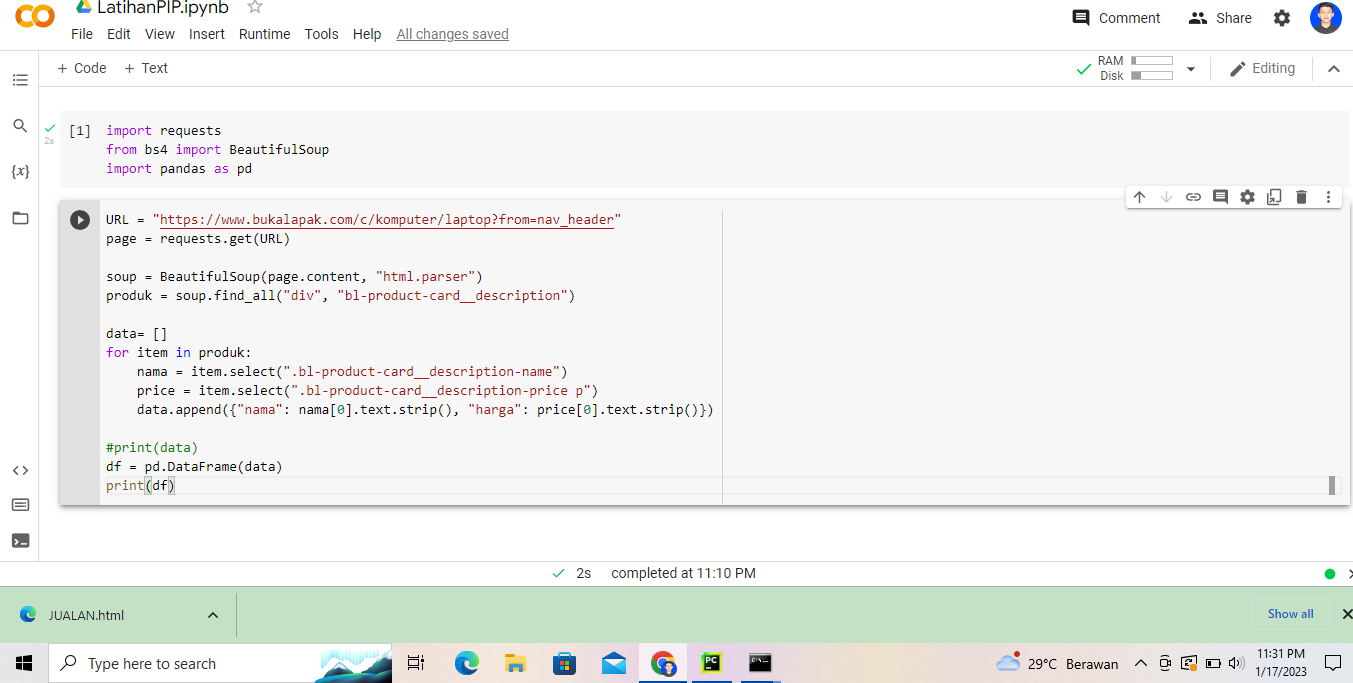 LatihanPIP.ipynb
File Edit View Insert Runtime Tools Help All changes saved
Comment Share
+ Code + Text
RAM
Disk
Editing
[1] import requests
from bs4 import BeautifulSoup
import pandas as pd
2s
{x}
URL = "https://www.bukalapak.com/c/komputer/laptop?from=nav_header"
page = requests.get(URL)
soup = BeautifulSoup(page.content, "html.parser")
produk = soup.find_all("div", "bl-product-card__description")
data= []
for item in produk:
    nama = item.select(".bl-product-card__description-name")
    price = item.select(".bl-product-card__description-price p")
    data.append({"nama": nama[0].text.strip(), "harga": price[0].text.strip()})
#print(data)
df = pd.DataFrame(data)
print(df)
2s completed at 11:10 PM
JUALAN.html
Show all
Type here to search
PC
29°C Berawan
11:31 PM
1/17/2023